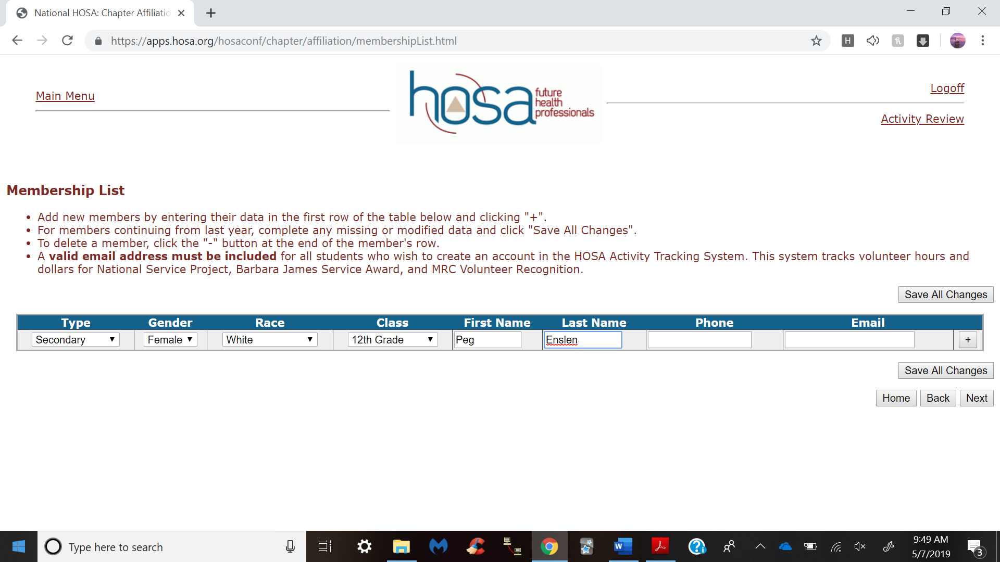 National HOSA: Chapter Affiliatio
https://apps.hosa.org/hosaconf/chapter/affiliation/membershipList.html
H
Main Menu
hosa future health professionals
Logoff
Activity Review
Membership List
• Add new members by entering their data in the first row of the table below and clicking "+".
• For members continuing from last year, complete any missing or modified data and click "Save All Changes".
• To delete a member, click the "-" button at the end of the member's row.
• A valid email address must be included for all students who wish to create an account in the HOSA Activity Tracking System. This system tracks volunteer hours and
dollars for National Service Project, Barbara James Service Award, and MRC Volunteer Recognition.
Save All Changes
Type Gender Race Class First Name Last Name Phone Email
Secondary Female White 12th Grade Peg Enslen +
Save All Changes
Home Back Next
Type here to search
9:49 AM
5/7/2019
3